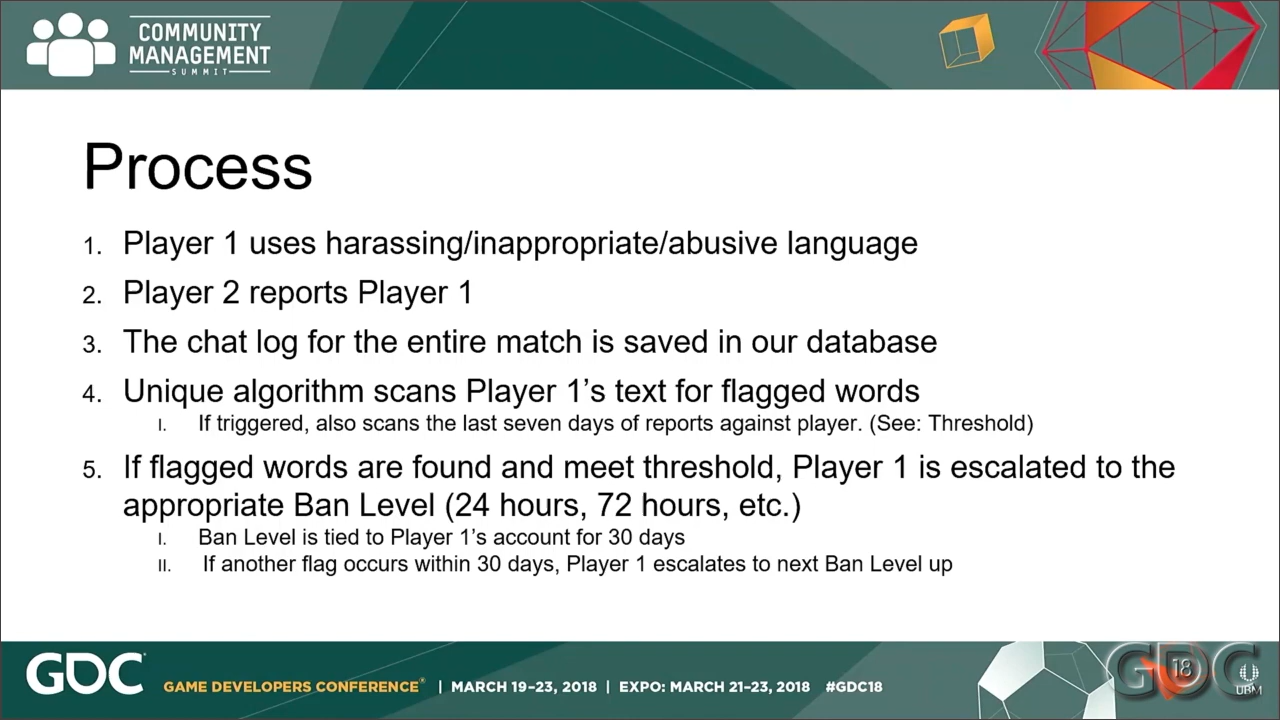 COMMUNITY
MANAGEMENT
SUMMIT
Process
1. Player 1 uses harassing/inappropriate/abusive language
2. Player 2 reports Player 1
3. The chat log for the entire match is saved in our database
4. Unique algorithm scans Player 1’s text for flagged words
I. If triggered, also scans the last seven days of reports against player. (See: Threshold)
5. If flagged words are found and meet threshold, Player 1 is escalated to the
appropriate Ban Level (24 hours, 72 hours, etc.)
I. Ban Level is tied to Player 1’s account for 30 days
II. If another flag occurs within 30 days, Player 1 escalates to next Ban Level up
GDC GAME DEVELOPERS CONFERENCE® | MARCH 19–23, 2018 | EXPO: MARCH 21–23, 2018 #GDC18
GDC 18 UBM